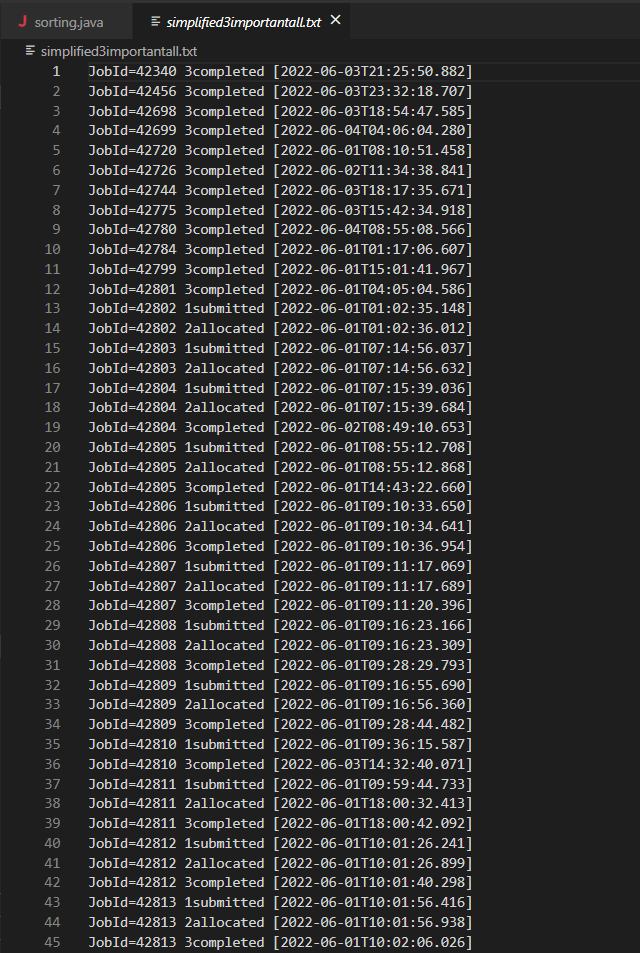 J sorting.java simplified3importantall.txt ×
simplified3importantall.txt
1 JobId=42340 3completed [2022-06-03T21:25:50.882]
2 JobId=42456 3completed [2022-06-03T23:32:18.707]
3 JobId=42698 3completed [2022-06-03T18:54:47.585]
4 JobId=42699 3completed [2022-06-04T04:06:04.280]
5 JobId=42720 3completed [2022-06-01T08:10:51.458]
6 JobId=42726 3completed [2022-06-02T11:34:38.841]
7 JobId=42744 3completed [2022-06-03T18:17:35.671]
8 JobId=42775 3completed [2022-06-03T15:42:34.918]
9 JobId=42780 3completed [2022-06-04T08:55:08.566]
10 JobId=42784 3completed [2022-06-01T01:17:06.607]
11 JobId=42799 3completed [2022-06-01T15:01:41.967]
12 JobId=42801 3completed [2022-06-01T04:05:04.586]
13 JobId=42802 1submitted [2022-06-01T01:02:35.148]
14 JobId=42802 2allocated [2022-06-01T01:02:36.012]
15 JobId=42803 1submitted [2022-06-01T07:14:56.037]
16 JobId=42803 2allocated [2022-06-01T07:14:56.632]
17 JobId=42804 1submitted [2022-06-01T07:15:39.036]
18 JobId=42804 2allocated [2022-06-01T07:15:39.684]
19 JobId=42804 3completed [2022-06-02T08:49:10.653]
20 JobId=42805 1submitted [2022-06-01T08:55:12.708]
21 JobId=42805 2allocated [2022-06-01T08:55:12.868]
22 JobId=42805 3completed [2022-06-01T14:43:22.660]
23 JobId=42806 1submitted [2022-06-01T09:10:33.650]
24 JobId=42806 2allocated [2022-06-01T09:10:34.641]
25 JobId=42806 3completed [2022-06-01T09:10:36.954]
26 JobId=42807 1submitted [2022-06-01T09:11:17.069]
27 JobId=42807 2allocated [2022-06-01T09:11:17.689]
28 JobId=42807 3completed [2022-06-01T09:11:20.396]
29 JobId=42808 1submitted [2022-06-01T09:16:23.166]
30 JobId=42808 2allocated [2022-06-01T09:16:23.309]
31 JobId=42808 3completed [2022-06-01T09:28:29.793]
32 JobId=42809 1submitted [2022-06-01T09:16:55.690]
33 JobId=42809 2allocated [2022-06-01T09:16:56.360]
34 JobId=42809 3completed [2022-06-01T09:28:44.482]
35 JobId=42810 1submitted [2022-06-01T09:36:15.587]
36 JobId=42810 3completed [2022-06-03T14:32:40.071]
37 JobId=42811 1submitted [2022-06-01T09:59:44.733]
38 JobId=42811 2allocated [2022-06-01T18:00:32.413]
39 JobId=42811 3completed [2022-06-01T18:00:42.092]
40 JobId=42812 1submitted [2022-06-01T10:01:26.241]
41 JobId=42812 2allocated [2022-06-01T10:01:26.899]
42 JobId=42812 3completed [2022-06-01T10:01:40.298]
43 JobId=42813 1submitted [2022-06-01T10:01:56.416]
44 JobId=42813 2allocated [2022-06-01T10:01:56.938]
45 JobId=42813 3completed [2022-06-01T10:02:06.026]